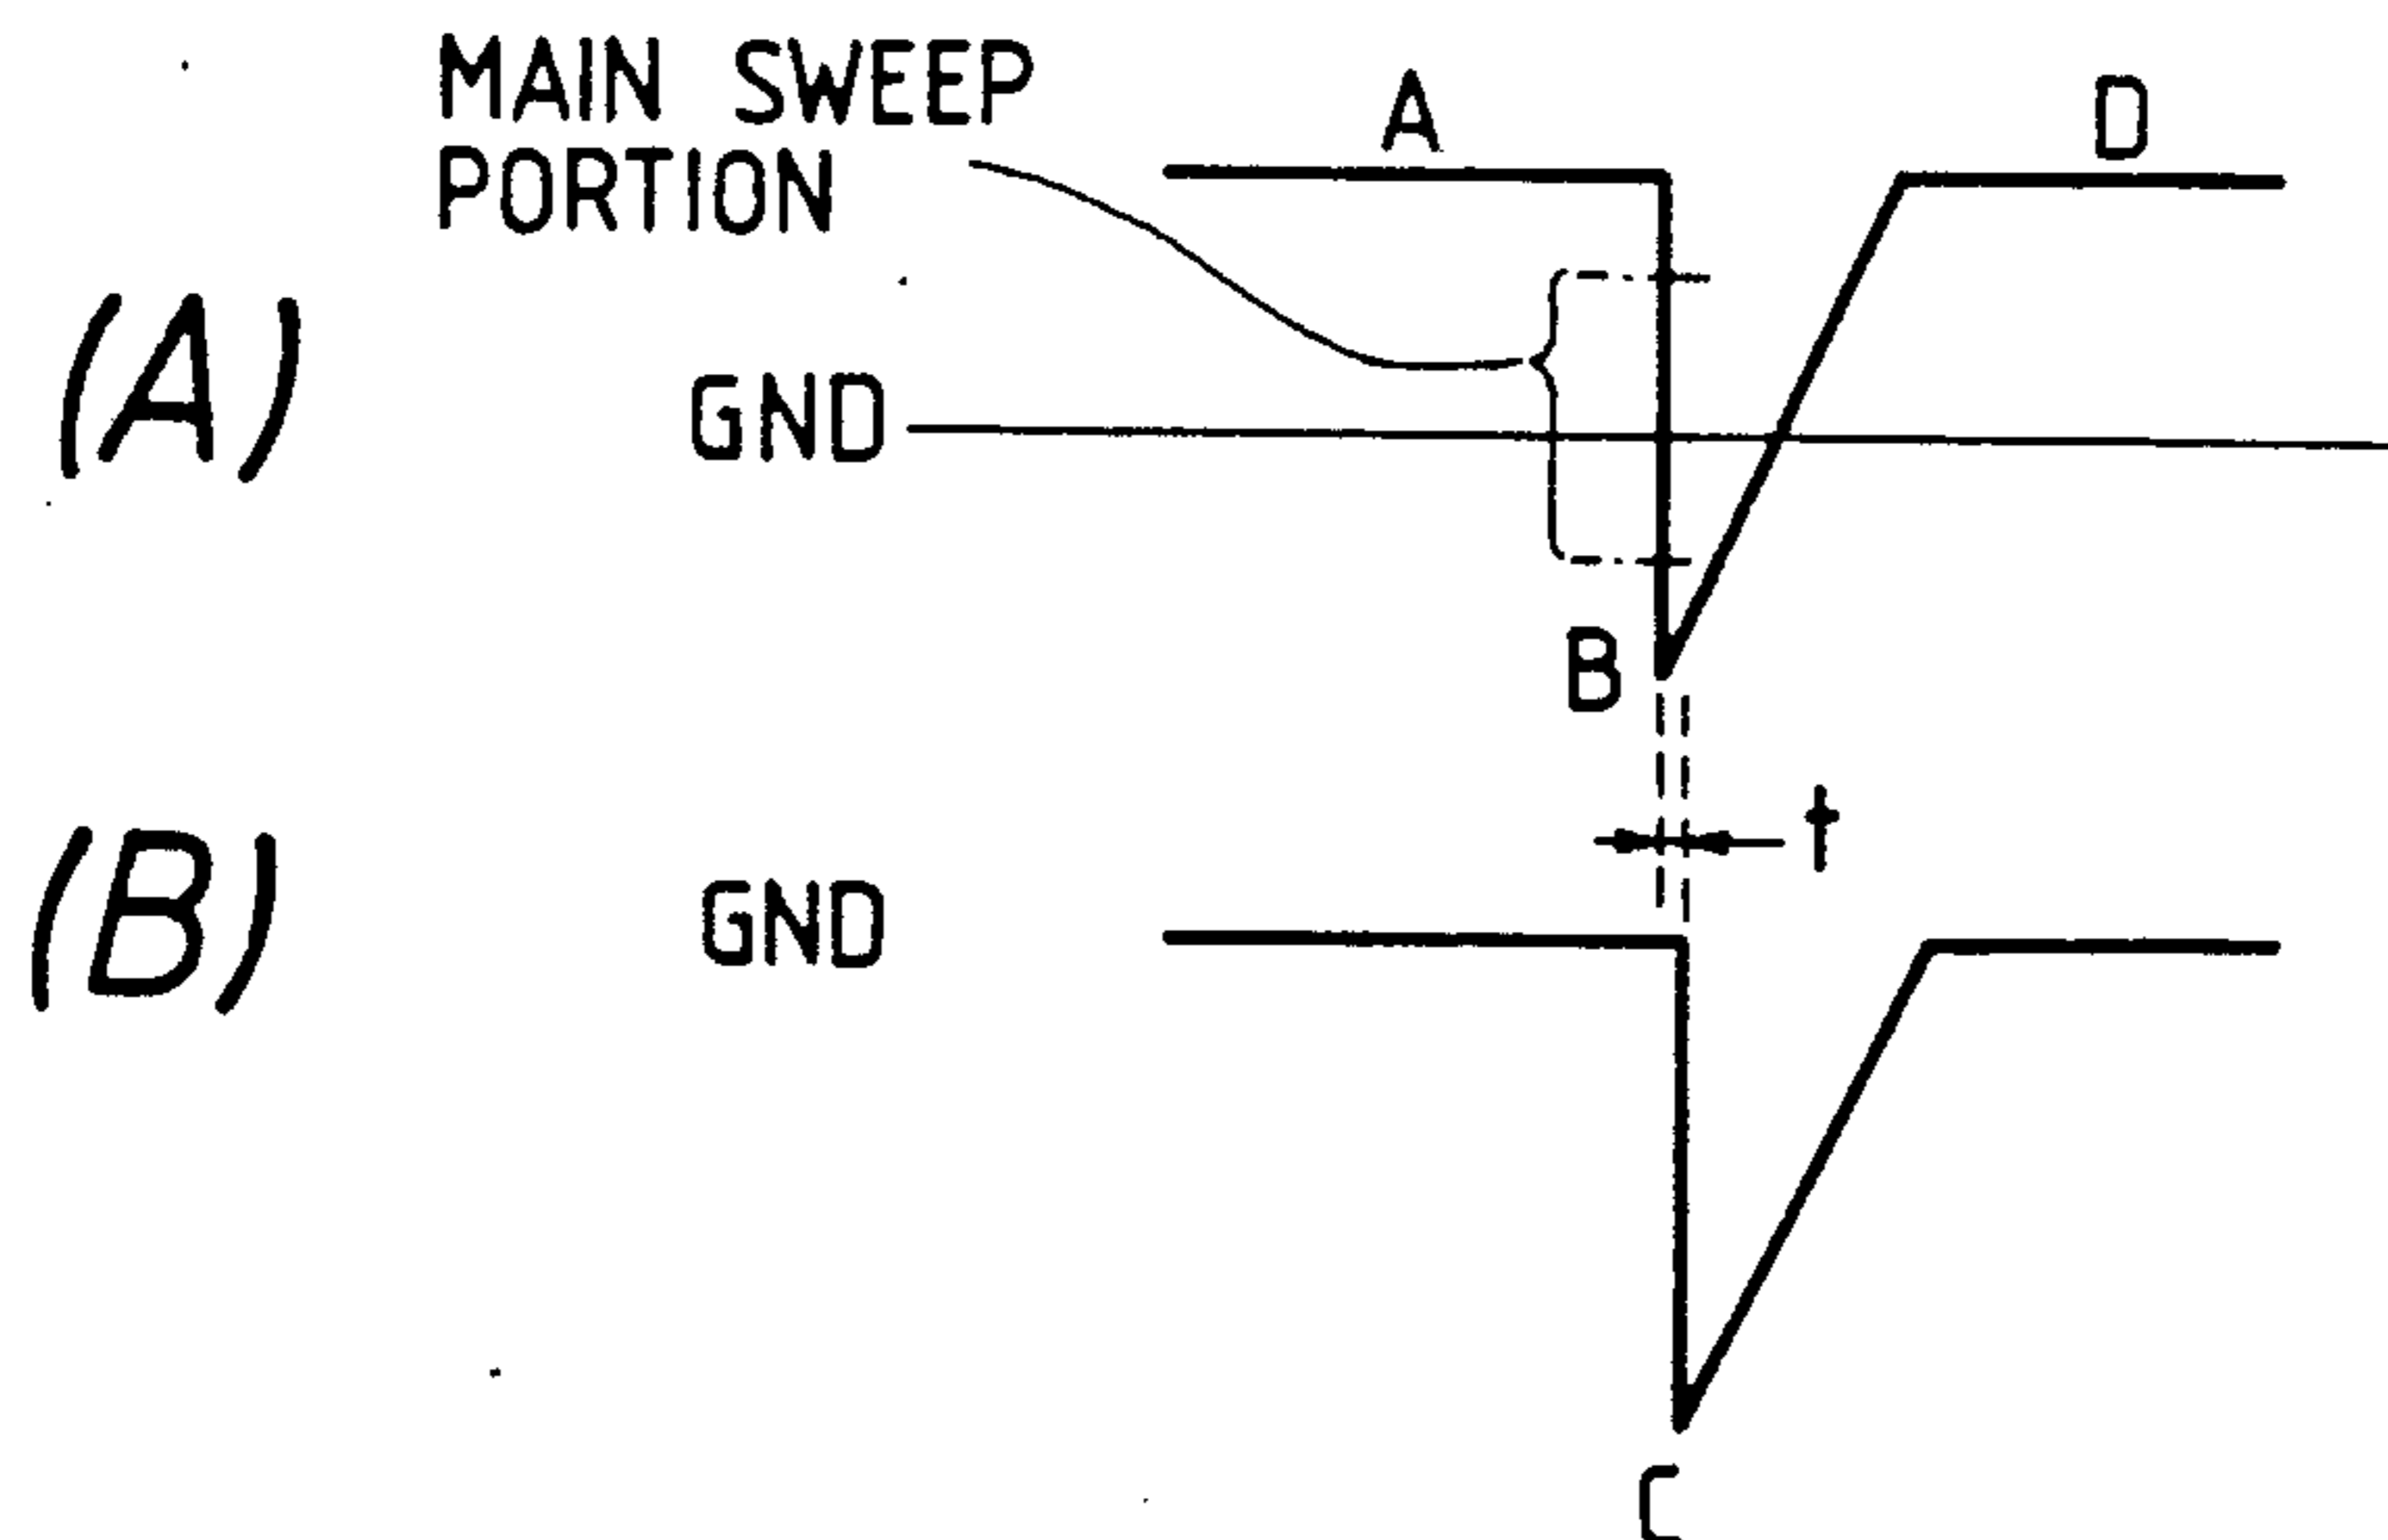 MAIN SWEEP
PORTION
A
D
(A)
GND
B
t
(B)
GND
C